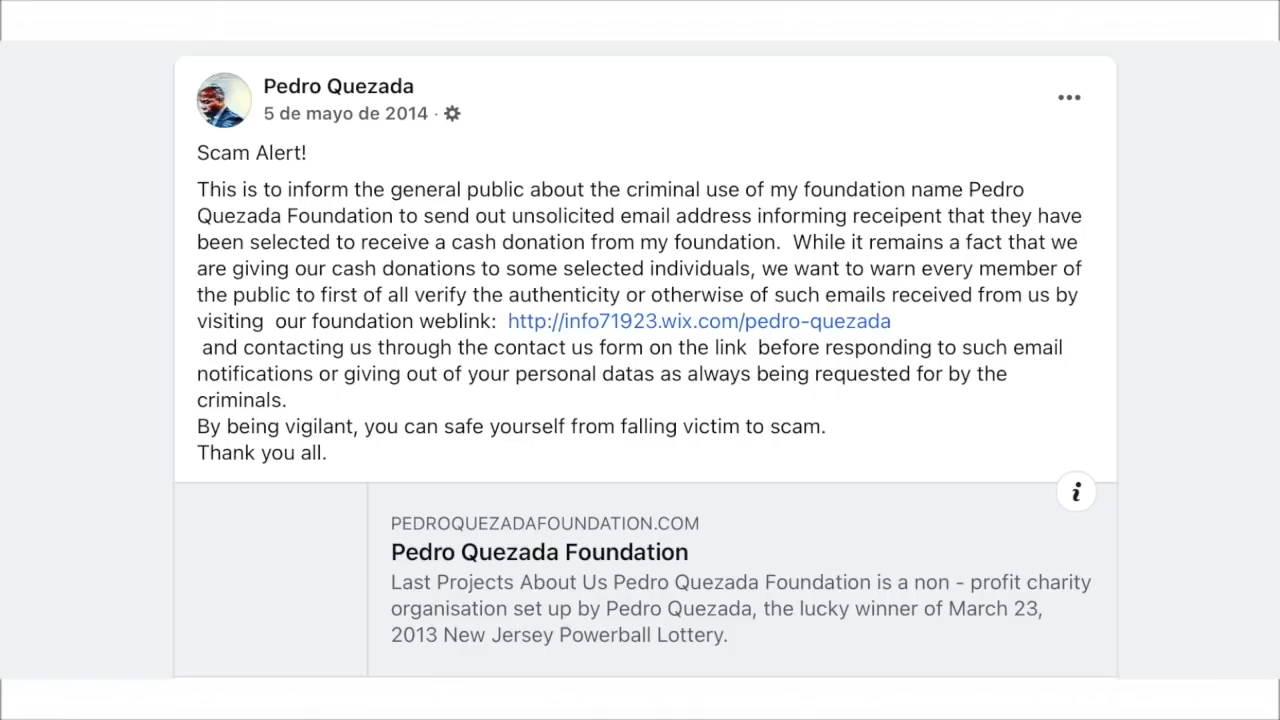 Pedro Quezada
5 de mayo de 2014 ·
Scam Alert!
This is to inform the general public about the criminal use of my foundation name Pedro
Quezada Foundation to send out unsolicited email address informing receipent that they have
been selected to receive a cash donation from my foundation.  While it remains a fact that we
are giving our cash donations to some selected individuals, we want to warn every member of
the public to first of all verify the authenticity or otherwise of such emails received from us by
visiting  our foundation weblink:  http://info71923.wix.com/pedro-quezada
and contacting us through the contact us form on the link  before responding to such email
notifications or giving out of your personal datas as always being requested for by the
criminals.
By being vigilant, you can safe yourself from falling victim to scam.
Thank you all.
i
PEDROQUEZADAFOUNDATION.COM
Pedro Quezada Foundation
Last Projects About Us Pedro Quezada Foundation is a non - profit charity
organisation set up by Pedro Quezada, the lucky winner of March 23,
2013 New Jersey Powerball Lottery.